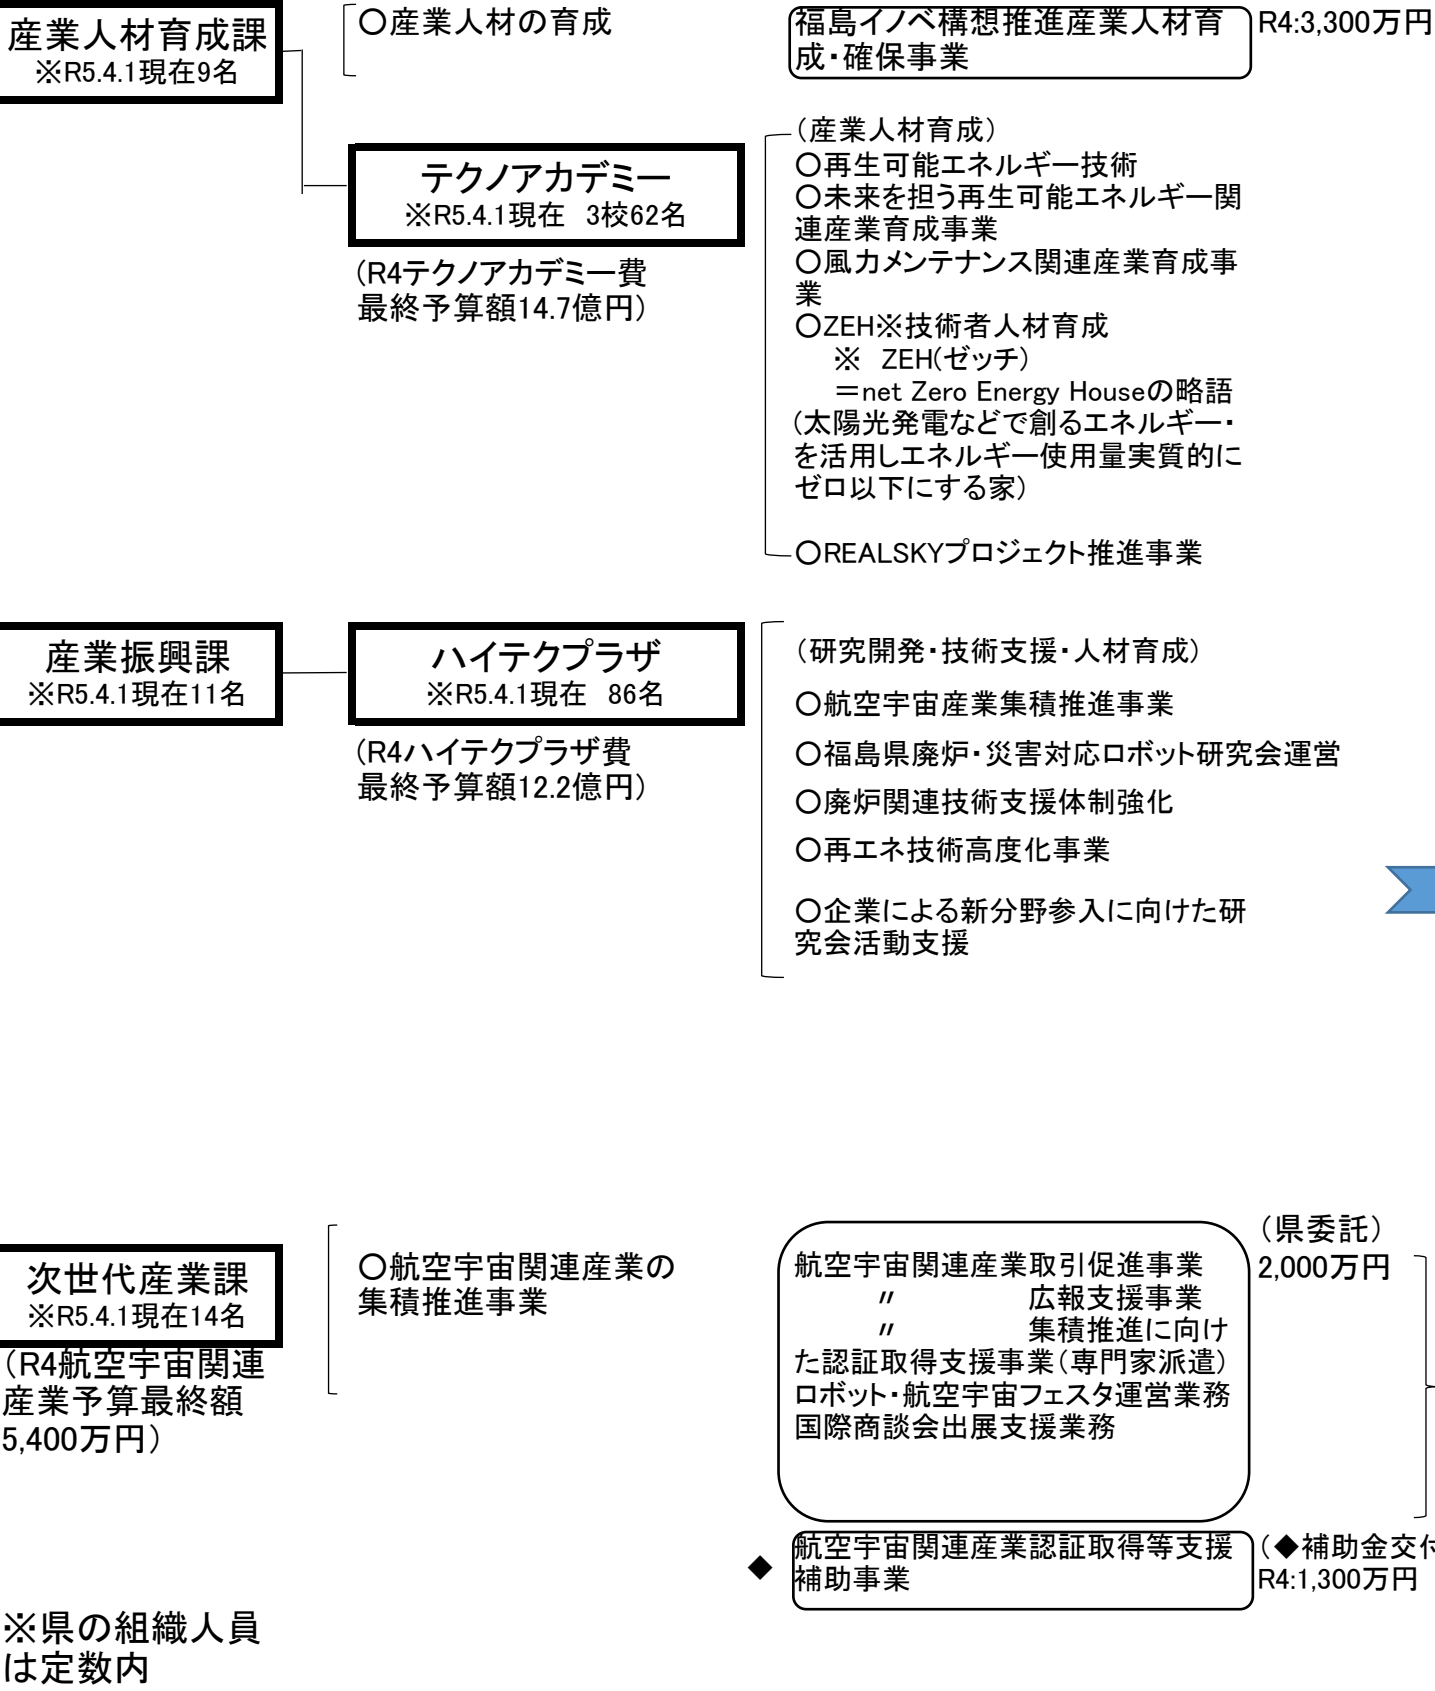 産業人材育成課
※R5.4.1現在9名
〇産業人材の育成
福島イノベ構想推進産業人材育
成・確保事業
R4:3,300万円
テクノアカデミー
※R5.4.1現在　3校62名
(R4テクノアカデミー費
最終予算額14.7億円)
(産業人材育成)
〇再生可能エネルギー技術
〇未来を担う再生可能エネルギー関
連産業育成事業
〇風力メンテナンス関連産業育成事
業
〇ZEH※技術者人材育成
※　ZEH(ゼッチ)
＝net Zero Energy Houseの略語
(太陽光発電などで創るエネルギー・
を活用しエネルギー使用量実質的に
ゼロ以下にする家)
〇REALSKYプロジェクト推進事業
産業振興課
※R5.4.1現在11名
ハイテクプラザ
※R5.4.1現在　86名
(R4ハイテクプラザ費
最終予算額12.2億円)
(研究開発・技術支援・人材育成)
〇航空宇宙産業集積推進事業
〇福島県廃炉・災害対応ロボット研究会運営
〇廃炉関連技術支援体制強化
〇再エネ技術高度化事業
〇企業による新分野参入に向けた研
究会活動支援
次世代産業課
※R5.4.1現在14名
(R4航空宇宙関連
産業予算最終額
5,400万円)
〇航空宇宙関連産業の
集積推進事業
航空宇宙関連産業取引促進事業
〃　　　　広報支援事業
〃　　　　集積推進に向け
た認証取得支援事業(専門家派遣)
ロボット・航空宇宙フェスタ運営業務
国際商談会出展支援業務
(県委託)
2,000万円
◆
航空宇宙関連産業認証取得等支援
補助事業
(◆補助金交付
R4:1,300万円
※県の組織人員
は定数内